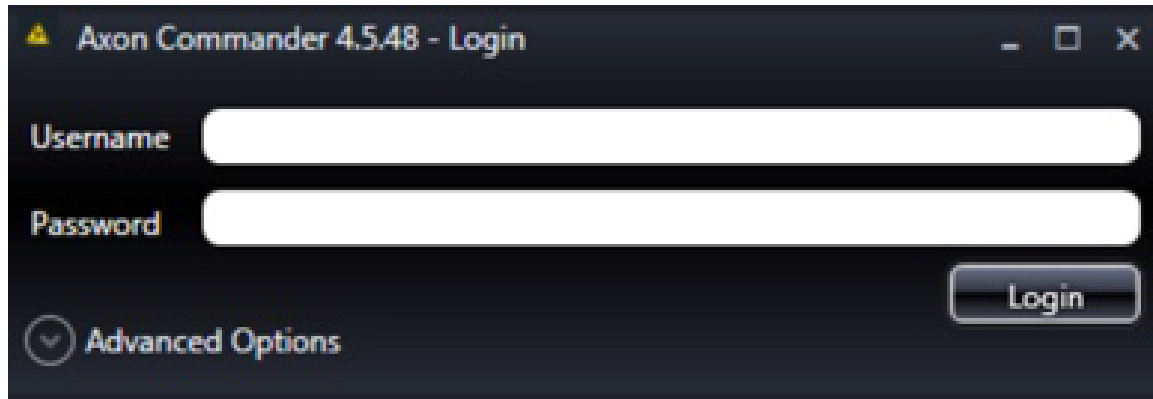 Axon Commander 4.5.48 - Login
Username
Password
Login
Advanced Options